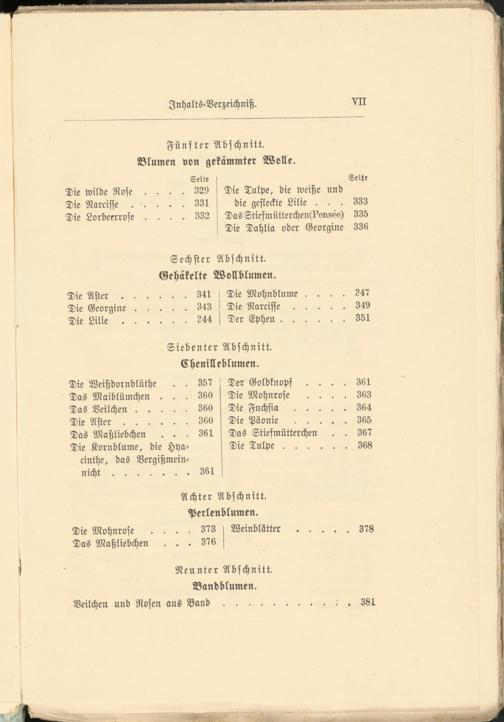 Inhalts-Verzeichniß. VII
Fünfter Abschnitt.
Blumen von gekämmter Wolle.
Seite
Die wilde Rose . . . . 329
Die Narcisse . . . . . 331
Die Lorbeerrose . . . . 332
Seite
Die Tulpe, die weiße und
die gefleckte Lilie . . . 333
Das Stiefmütterchen (Pensée) 335
Die Dahlia oder Georgine 336
Sechster Abschnitt.
Gehäkelte Wollblumen.
Die Aster . . . . . . 341
Die Georgine . . . . . 343
Die Lilie . . . . . . 244
Die Mohnblume . . . . 347
Die Narcisse . . . . . 349
Der Epheu . . . . . . 351
Siebenter Abschnitt.
Chenilleblumen.
Die Weißdornblüthe . . 357
Das Maiblümchen . . . 360
Das Veilchen . . . . . 360
Die Aster . . . . . . 360
Das Maßliebchen . . . 361
Die Kornblume, die Hya-
cinthe, das Vergißmein-
nicht . . . . . . . 361
Der Goldknopf . . . . 361
Die Mohnrose . . . . 363
Die Fuchsia . . . . . 364
Die Päonie . . . . . 365
Das Stiefmütterchen . . 367
Die Tulpe . . . . . . 368
Achter Abschnitt.
Perlenblumen.
Die Mohnrose . . . . 373
Das Maßliebchen . . . 376
Weinblätter . . . . . 378
Neunter Abschnitt.
Bandblumen.
Veilchen und Rosen aus Band . . . . . . . . . . . 381